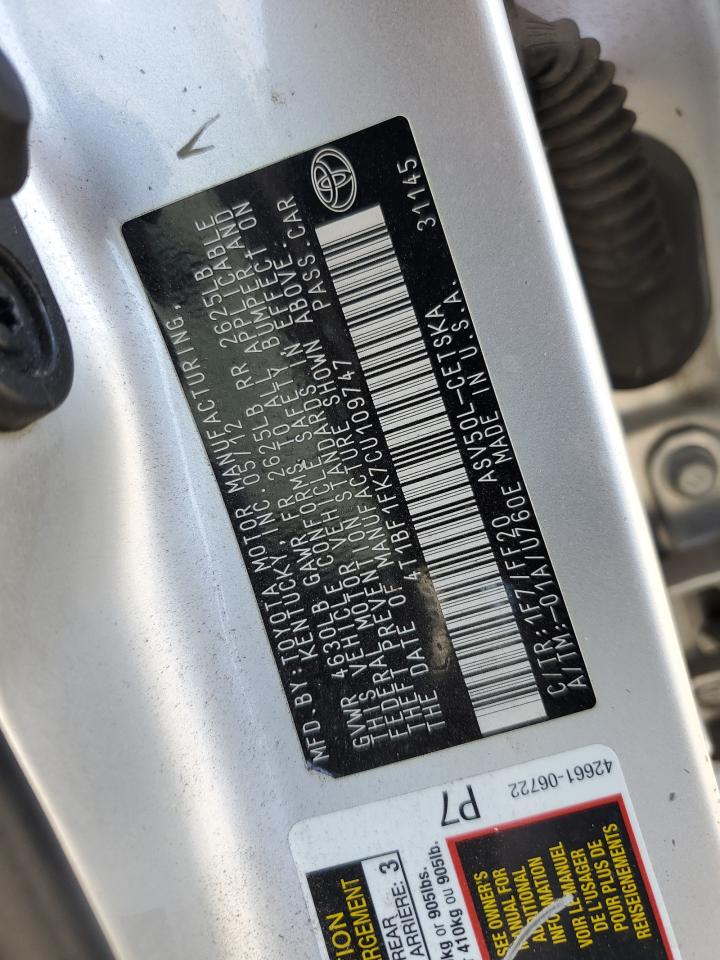 MFD. BY: TOYOTA MOTOR MANUFACTURING,
KENTUCKY, INC. 05/12
GVWR 4630LB GAWR FR 2625LB RR 2625LB
THIS VEHICLE CONFORMS TO ALL APPLICABLE
FEDERAL MOTOR VEHICLE SAFETY, BUMPER, AND
THEFT PREVENTION STANDARDS IN EFFECT ON
THE DATE OF MANUFACTURE SHOWN ABOVE.
4T1BF1FK7CU109747 PASS. CAR
C/TR: 1F7/FF20 ASV50L-CETSKA 31145
A/TM: -01A/U760E MADE IN U.S.A.
42661-06722
P7
REAR
ARRIERE: 3
kg or 905lbs.
410kg ou 905lb.
SEE OWNER'S
MANUAL FOR
ADDITIONAL
INFORMATION
VOIR LE MANUEL
DE L'USAGER
POUR PLUS DE
RENSEIGNEMENTS